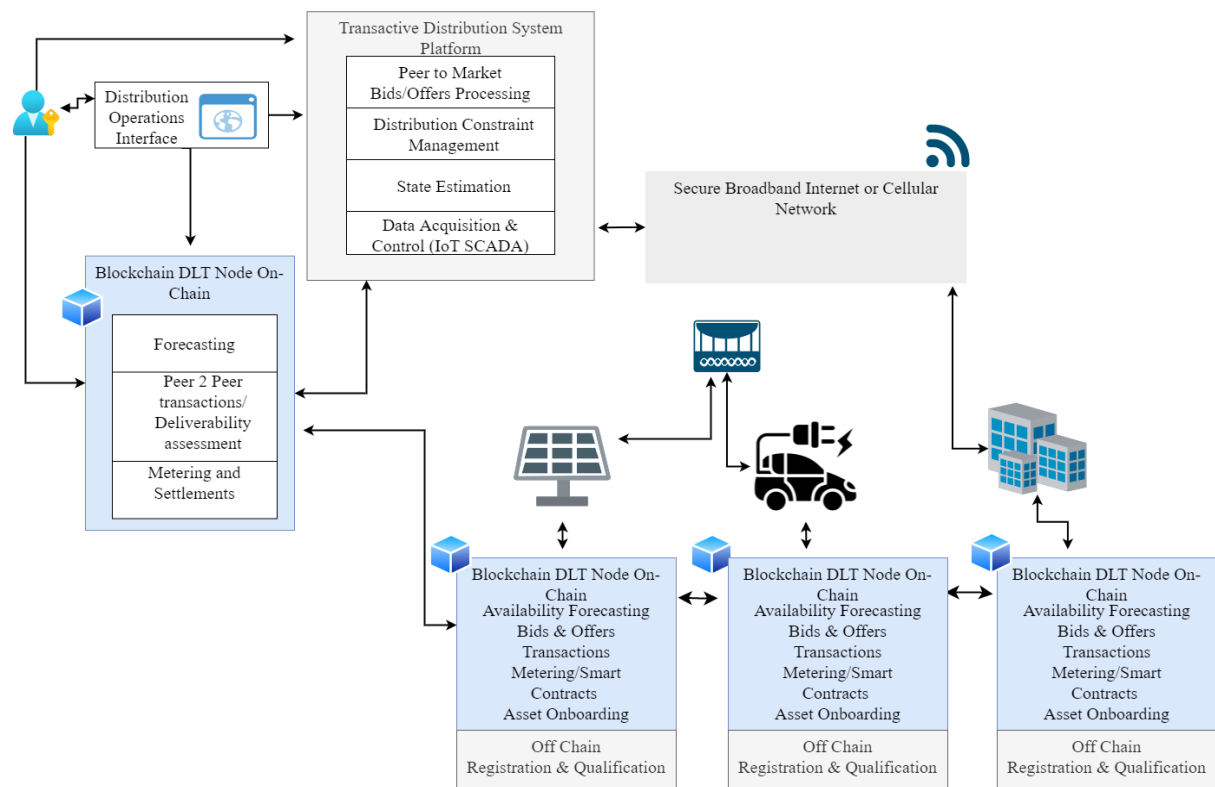 Transactive Distribution System
Platform
Peer to Market
Bids/Offers Processing
Distribution Constraint
Management
State Estimation
Data Acquisition &
Control (IoT SCADA)
Distribution
Operations
Interface
Secure Broadband Internet or Cellular
Network
Blockchain DLT Node On-
Chain
Forecasting
Peer 2 Peer
transactions/
Deliverability
assessment
Metering and
Settlements
Blockchain DLT Node On-
Chain
Availability Forecasting
Bids & Offers
Transactions
Metering/Smart
Contracts
Asset Onboarding
Off Chain
Registration & Qualification
Blockchain DLT Node On-
Chain
Availability Forecasting
Bids & Offers
Transactions
Metering/Smart
Contracts
Asset Onboarding
Off Chain
Registration & Qualification
Blockchain DLT Node On-
Chain
Availability Forecasting
Bids & Offers
Transactions
Metering/Smart
Contracts
Asset Onboarding
Off Chain
Registration & Qualification